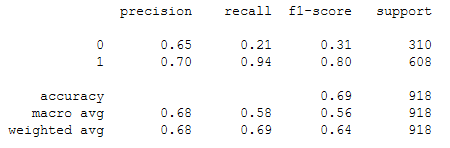 precision recall f1-score support
0 0.65 0.21 0.31 310
1 0.70 0.94 0.80 608
accuracy 0.69 918
macro avg 0.68 0.58 0.56 918
weighted avg 0.68 0.69 0.64 918